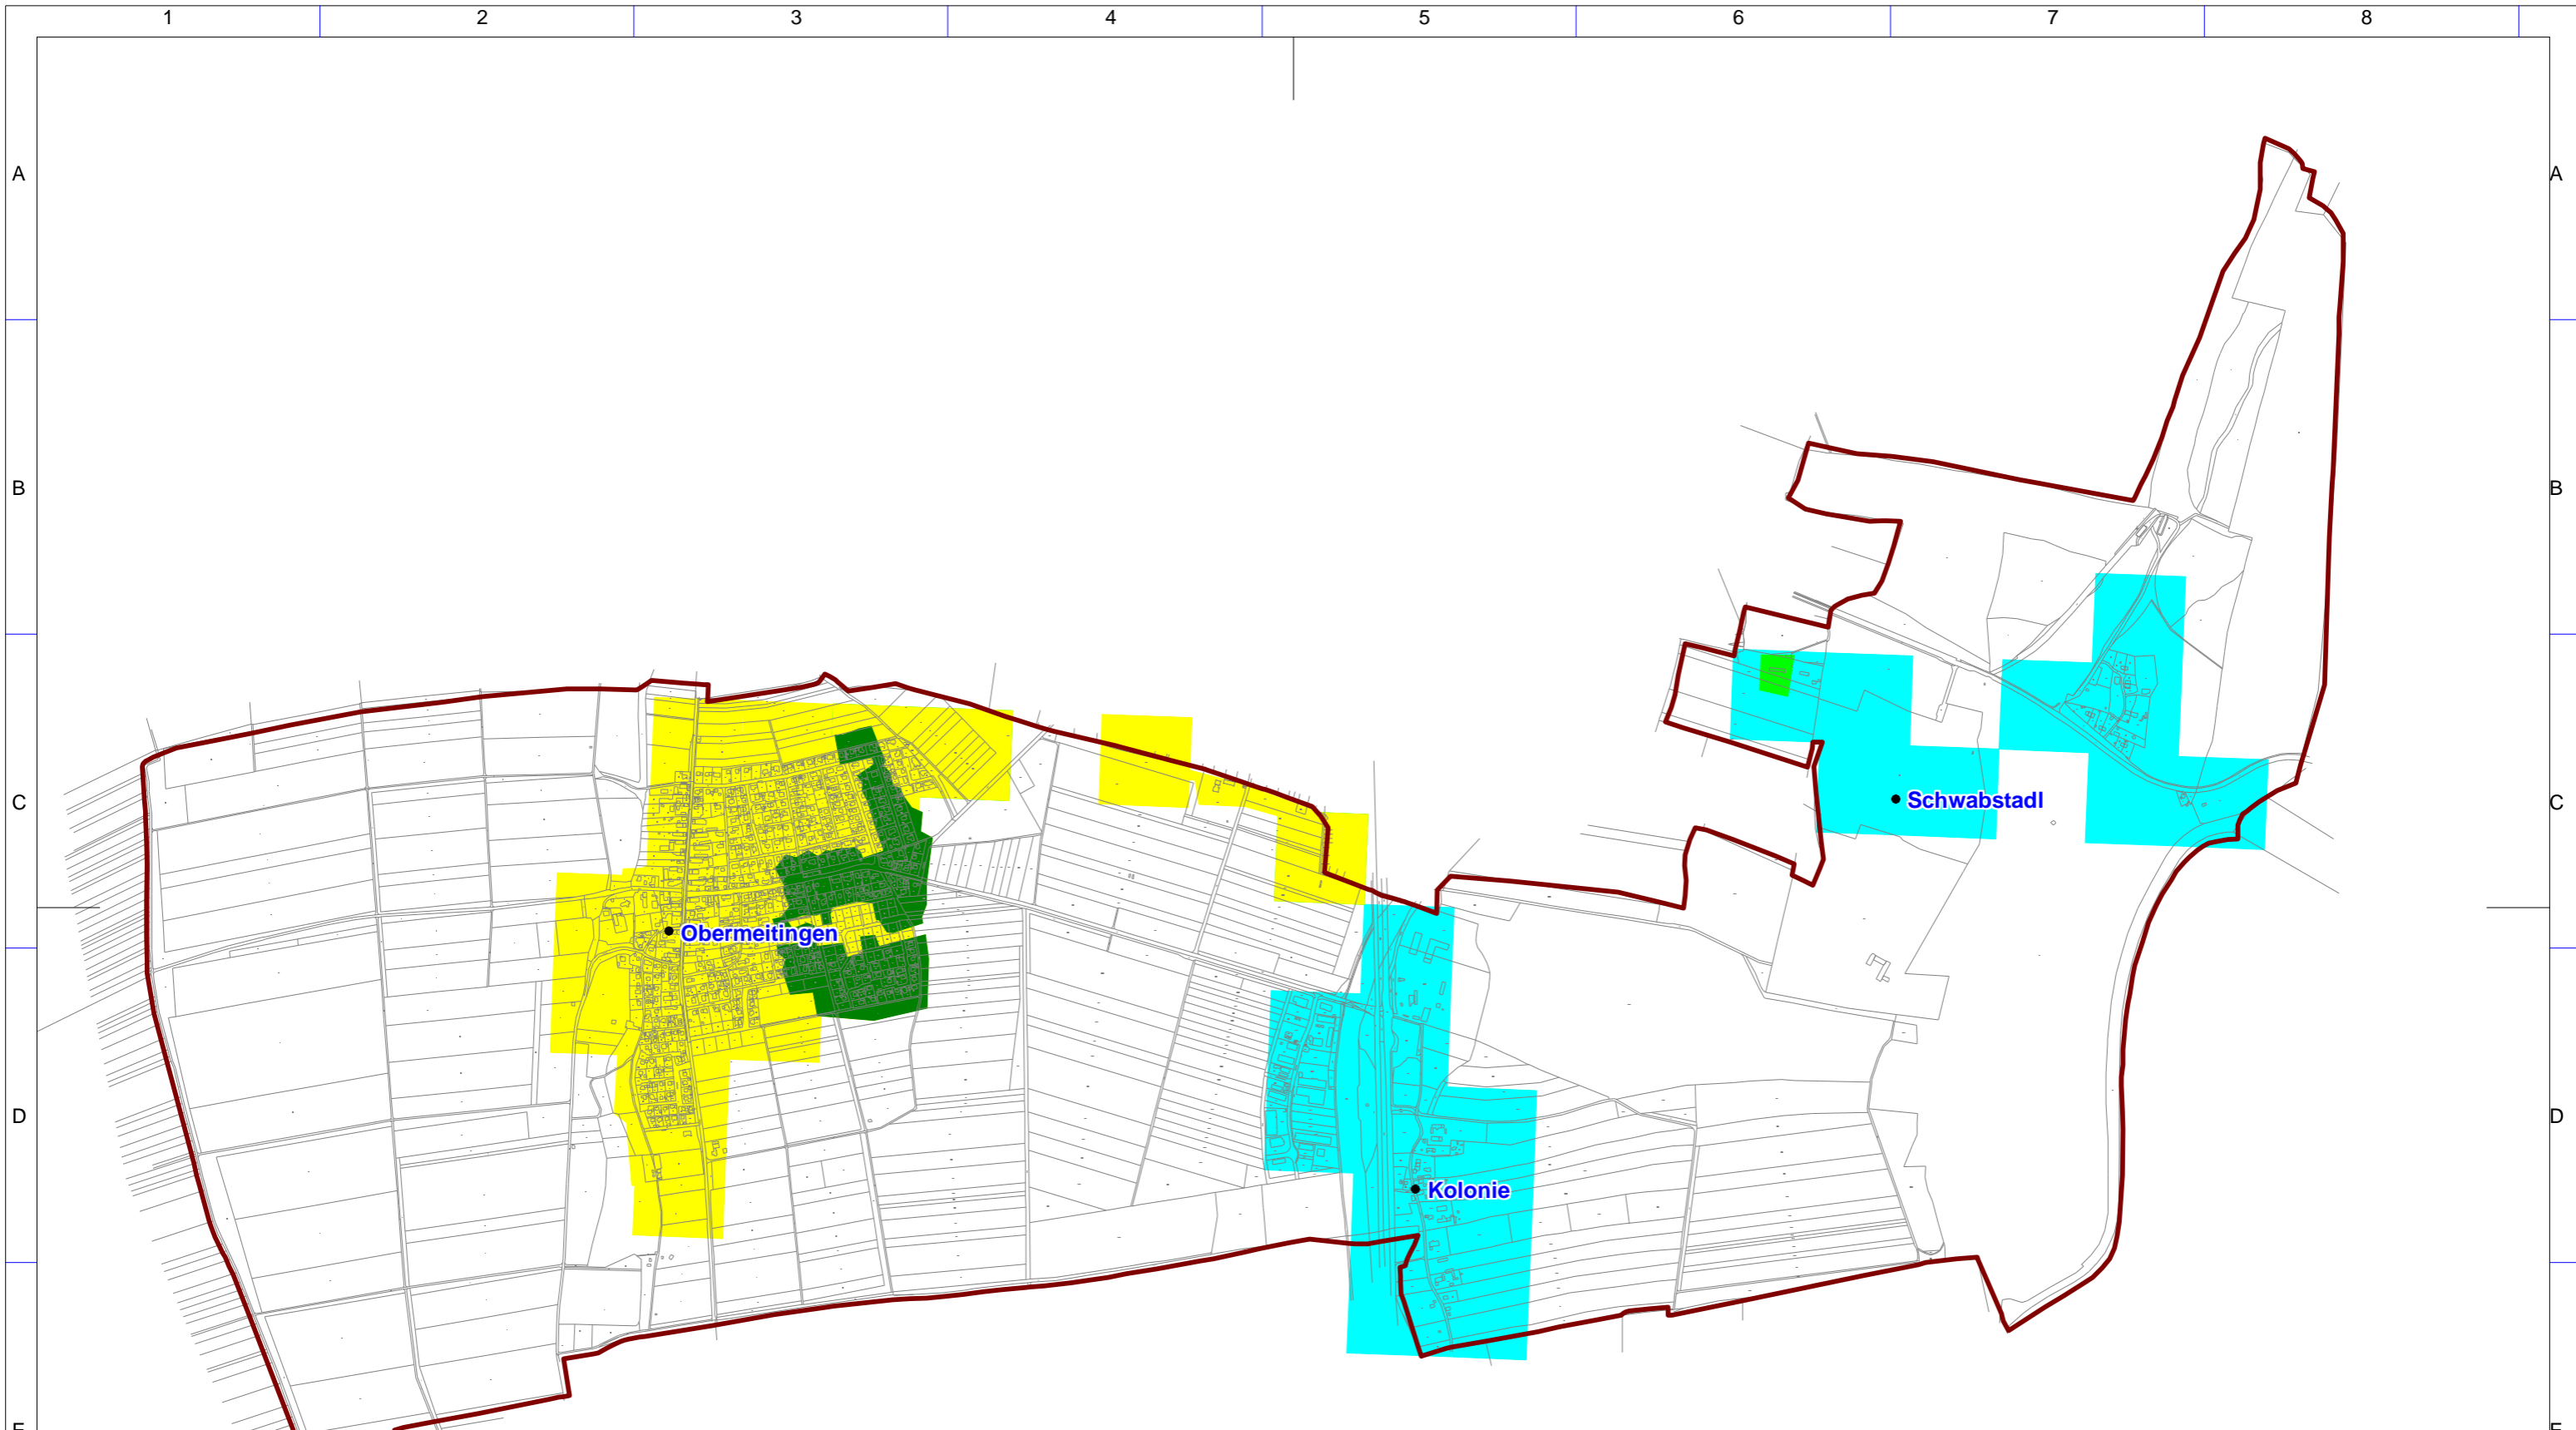 1 2 3 4 5 6 7 8
A A
B B
C C
Schwabstadl
Obermeitingen
D D
Kolonie
E E